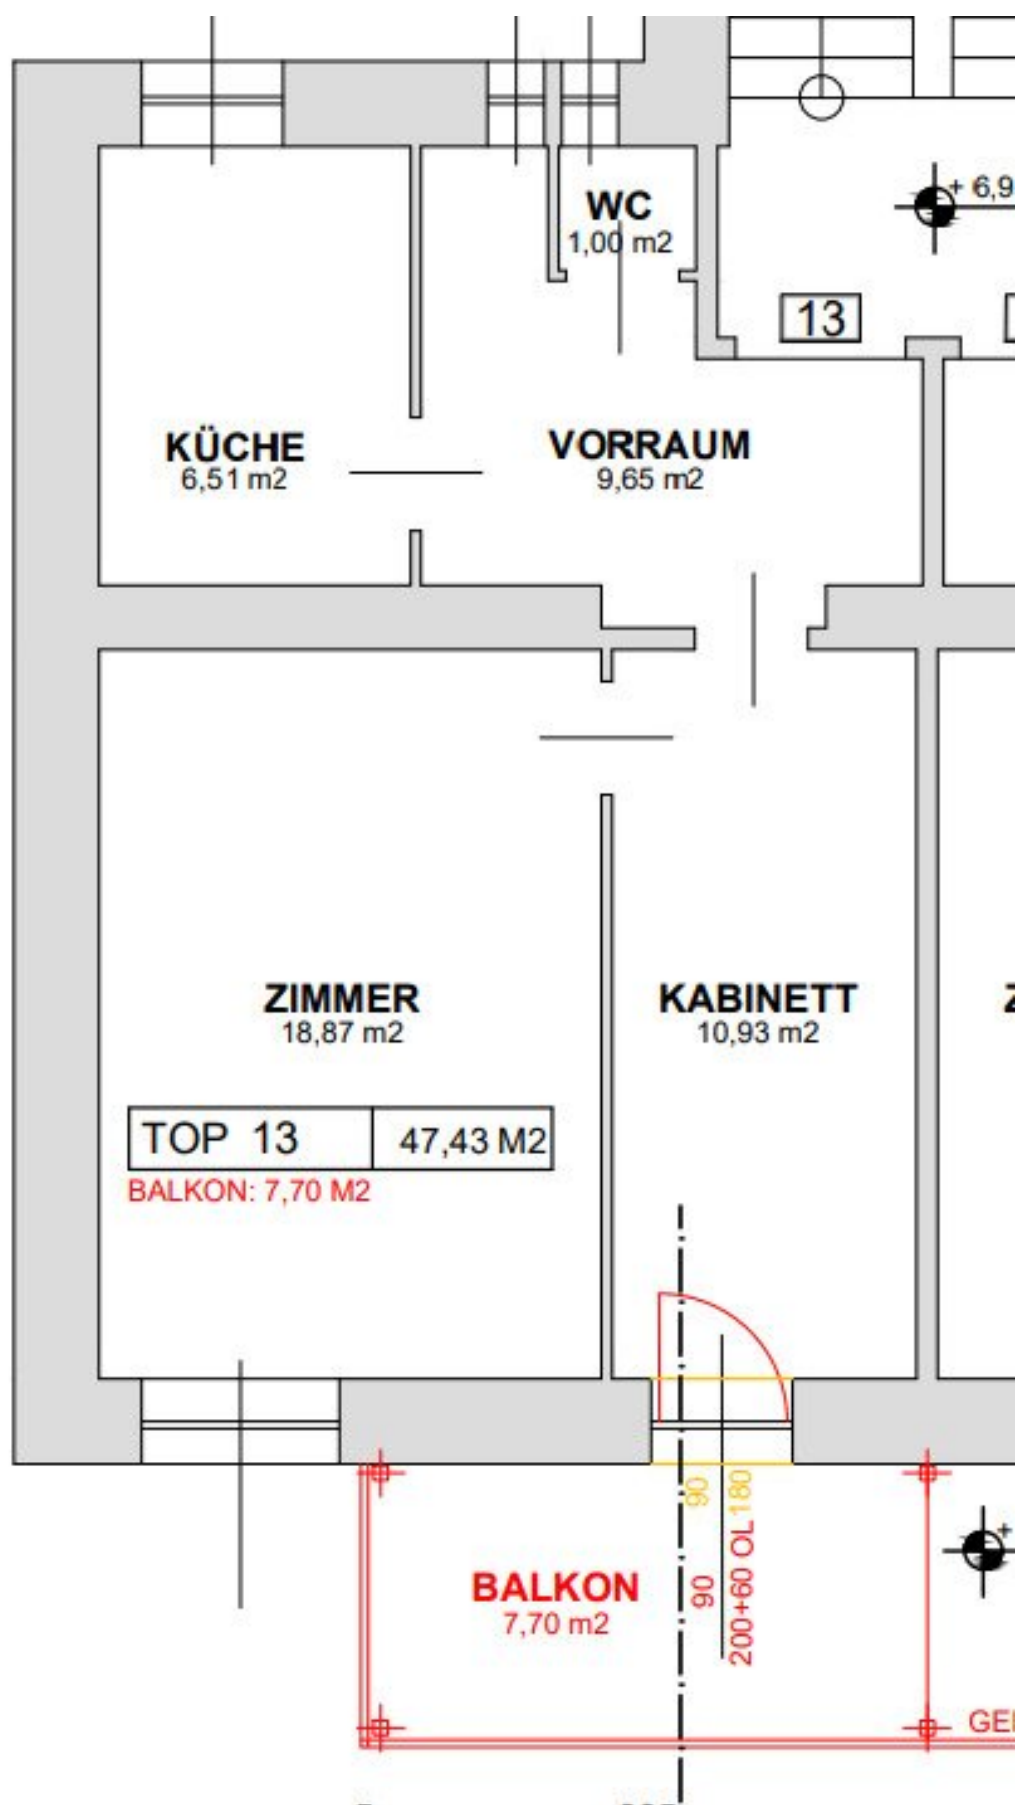 WC
1,00 m2
+ 6,9
13
KÜCHE
6,51 m2
VORRAUM
9,65 m2
ZIMMER
18,87 m2
KABINETT
10,93 m2
Z
TOP 13 47,43 M2
BALKON: 7,70 M2
90
180
90
200+60 OL
+
BALKON
7,70 m2